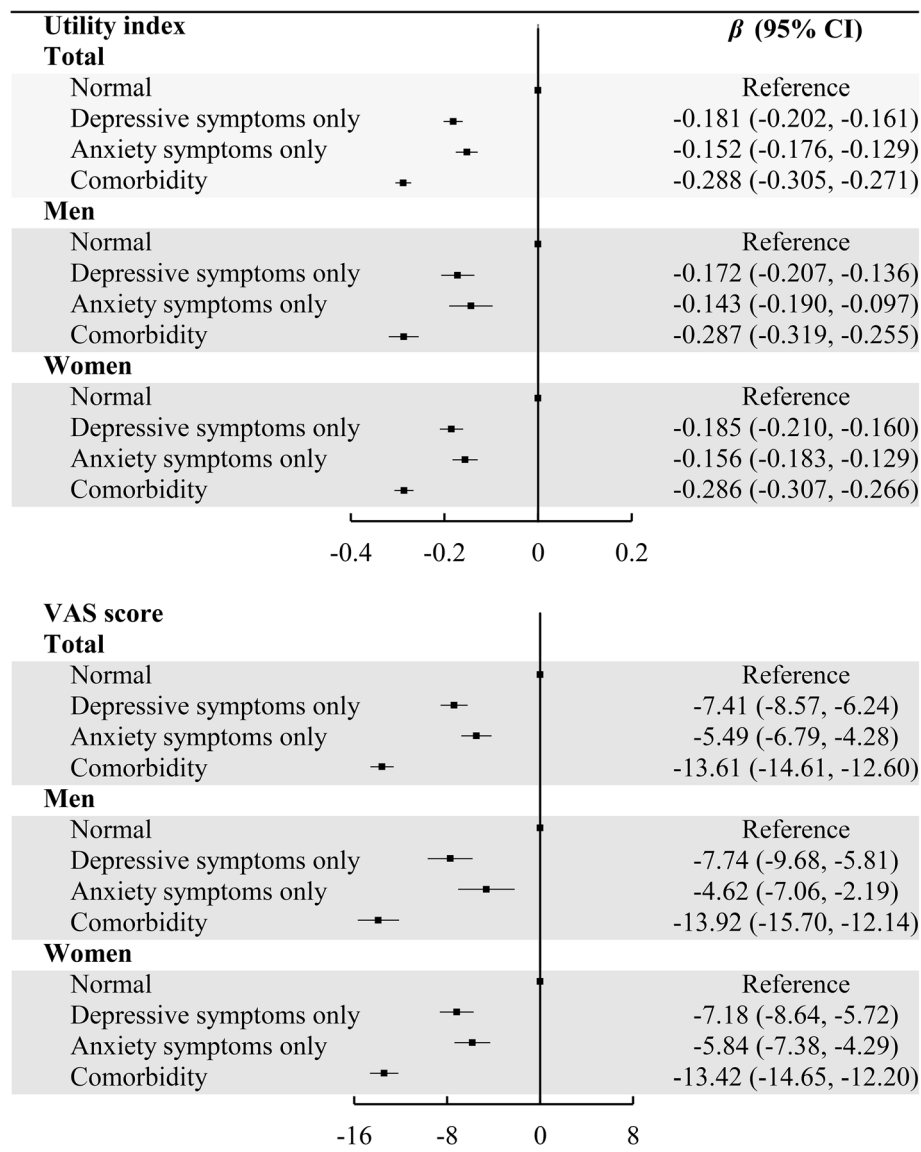 Utility index β (95% CI)
Total
Normal Reference
Depressive symptoms only -0.181 (-0.202, -0.161)
Anxiety symptoms only -0.152 (-0.176, -0.129)
Comorbidity -0.288 (-0.305, -0.271)
Men
Normal Reference
Depressive symptoms only -0.172 (-0.207, -0.136)
Anxiety symptoms only -0.143 (-0.190, -0.097)
Comorbidity -0.287 (-0.319, -0.255)
Women
Normal Reference
Depressive symptoms only -0.185 (-0.210, -0.160)
Anxiety symptoms only -0.156 (-0.183, -0.129)
Comorbidity -0.286 (-0.307, -0.266)
-0.4 -0.2 0 0.2
VAS score
Total
Normal Reference
Depressive symptoms only -7.41 (-8.57, -6.24)
Anxiety symptoms only -5.49 (-6.79, -4.28)
Comorbidity -13.61 (-14.61, -12.60)
Men
Normal Reference
Depressive symptoms only -7.74 (-9.68, -5.81)
Anxiety symptoms only -4.62 (-7.06, -2.19)
Comorbidity -13.92 (-15.70, -12.14)
Women
Normal Reference
Depressive symptoms only -7.18 (-8.64, -5.72)
Anxiety symptoms only -5.84 (-7.38, -4.29)
Comorbidity -13.42 (-14.65, -12.20)
-16 -8 0 8